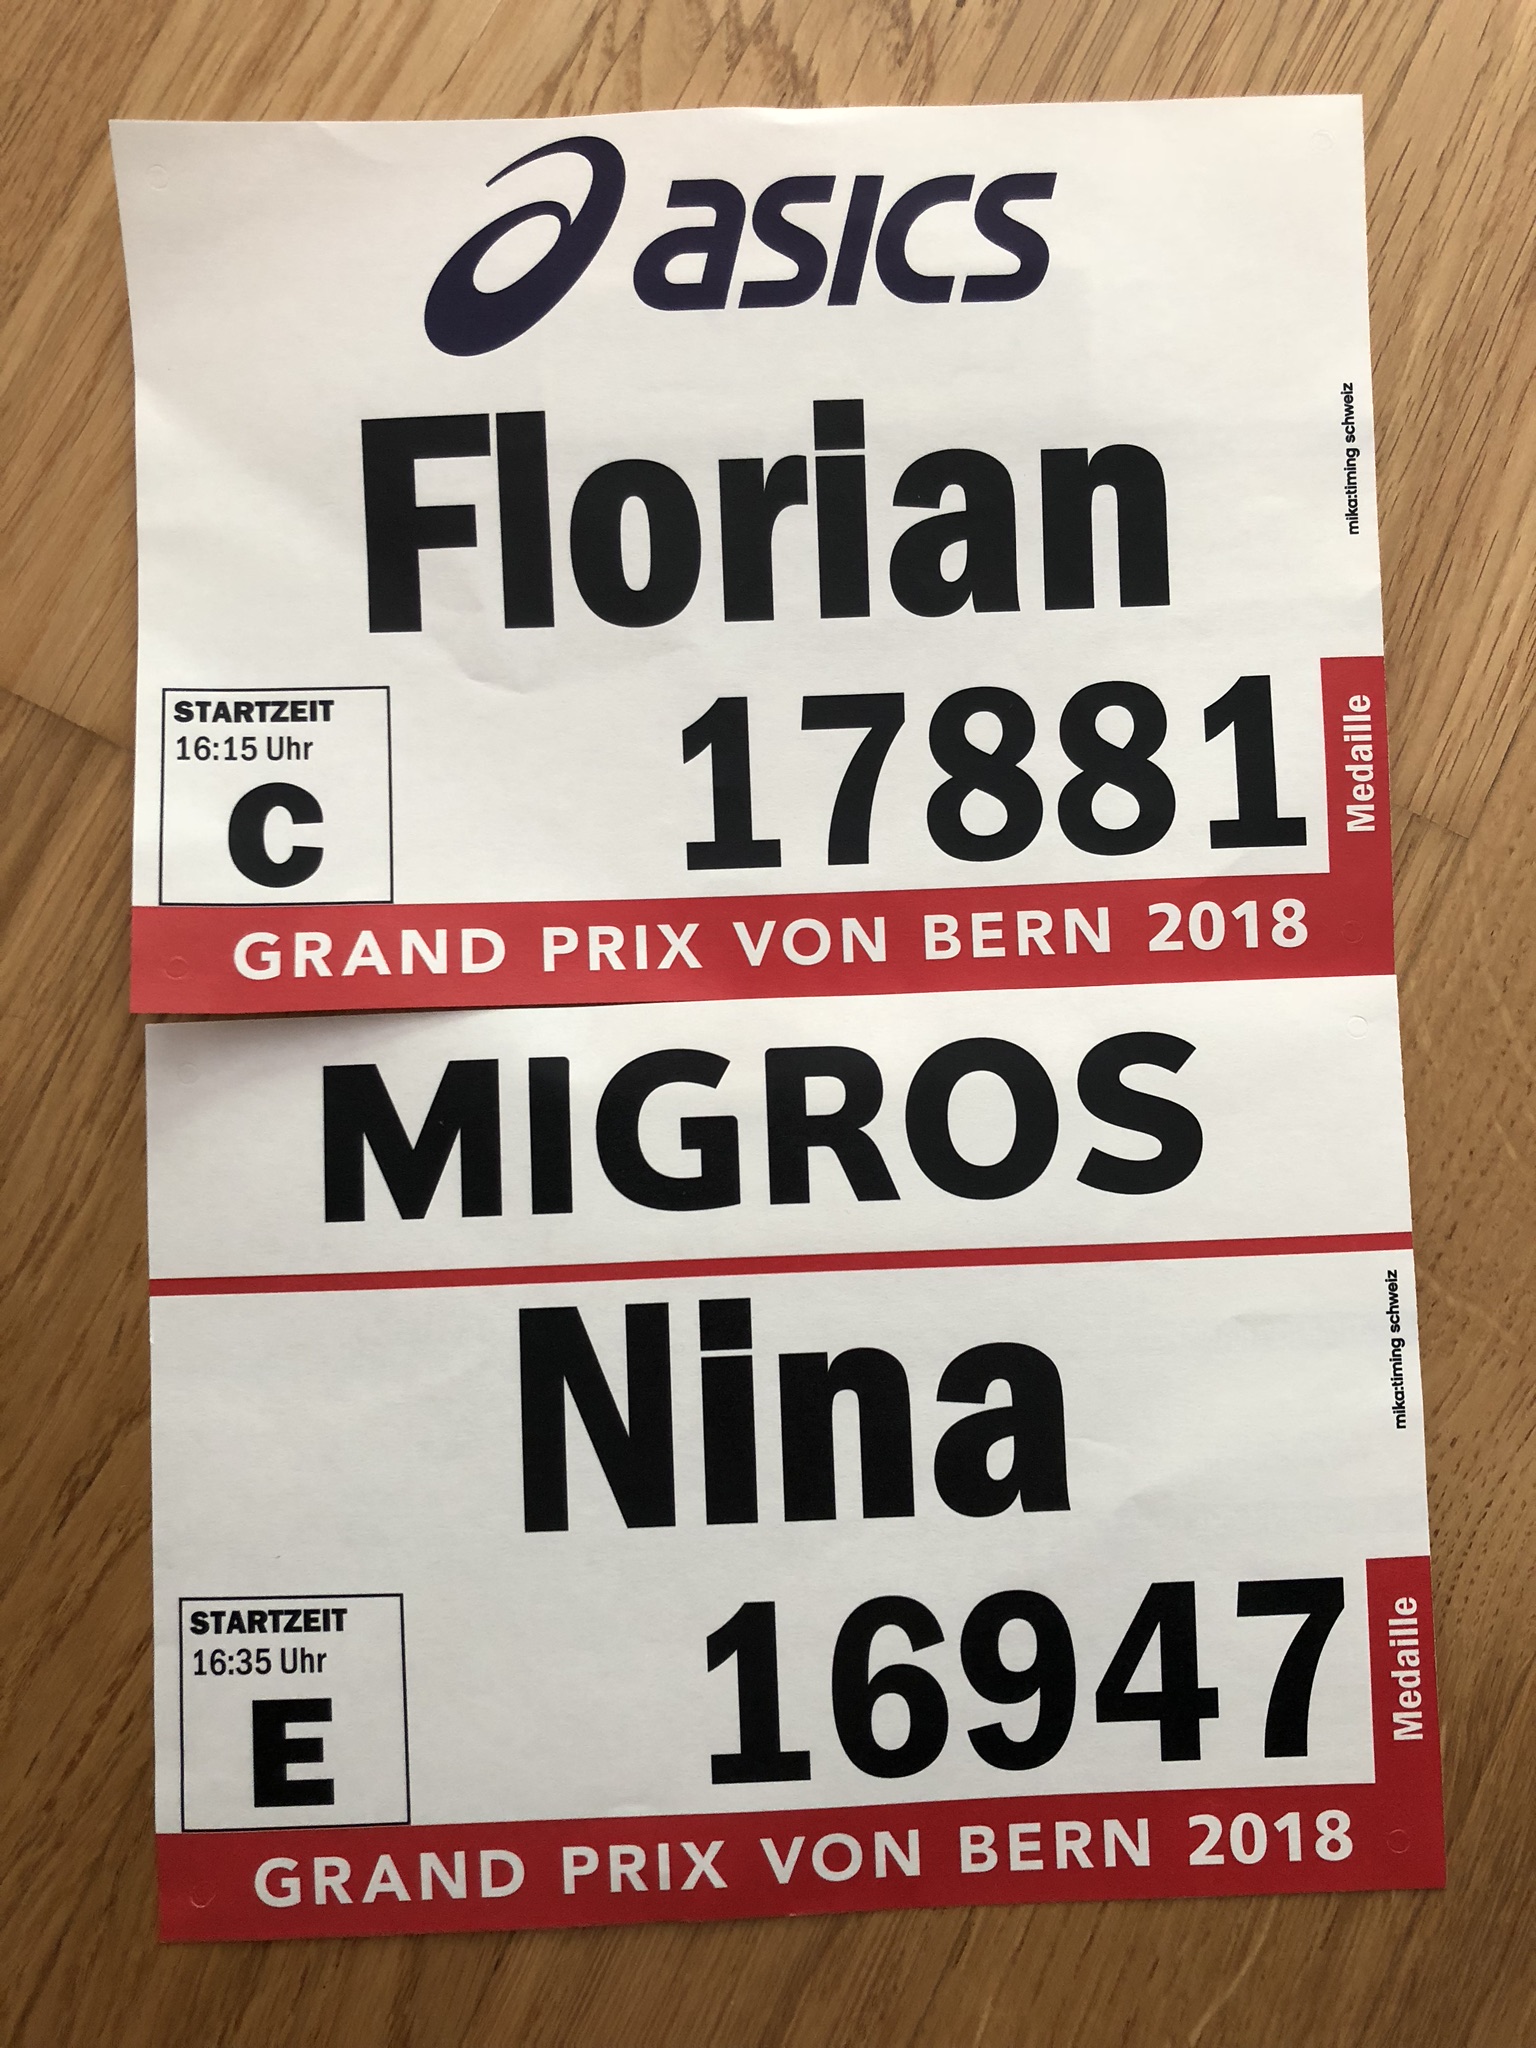 asics
Florian
mika:timing schweiz
STARTZEIT
16:15 Uhr
C
17881
Medaille
GRAND PRIX VON BERN 2018
MIGROS
Nina
mika:timing schweiz
STARTZEIT
16:35 Uhr
E
16947
Medaille
GRAND PRIX VON BERN 2018